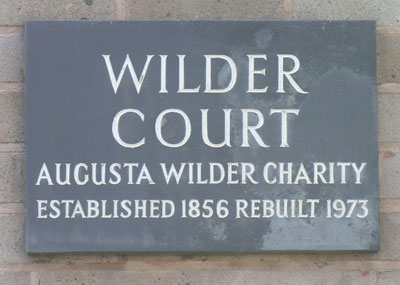 WILDER
COURT
AUGUSTA WILDER CHARITY
ESTABLISHED 1856 REBUILT 1973